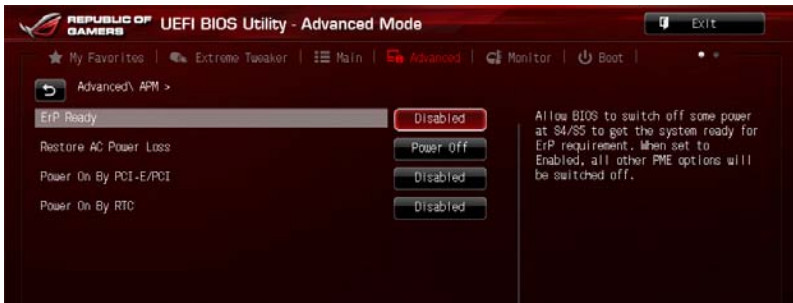 REPUBLIC OF GAMERS UEFI BIOS Utility - Advanced Mode Exit
My Favorites | Extreme Tweaker | Main | Advanced | Monitor | Boot |
Advanced\ APM >
ErP Ready Disabled
Restore AC Power Loss Power Off
Power On By PCI-E/PCI Disabled
Power On By RTC Disabled
Allow BIOS to switch off some power
at S4/S5 to get the system ready for
ErP requirement. When set to
Enabled, all other PME options will
be switched off.